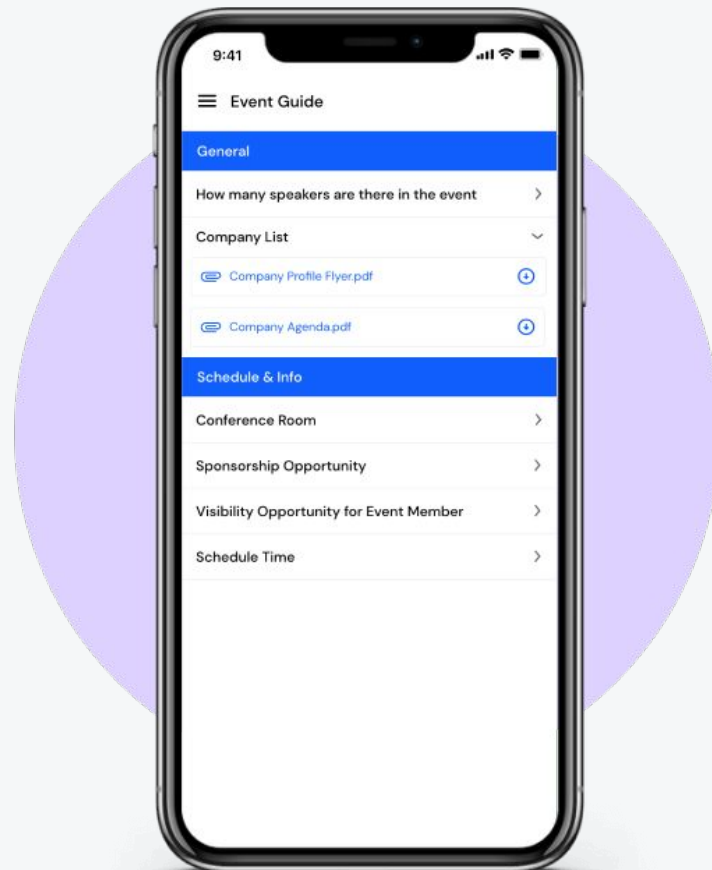 9:41
Event Guide
General
How many speakers are there in the event
Company List
Company Profile Flyer.pdf
Company Agenda.pdf
Schedule & Info
Conference Room
Sponsorship Opportunity
Visibility Opportunity for Event Member
Schedule Time